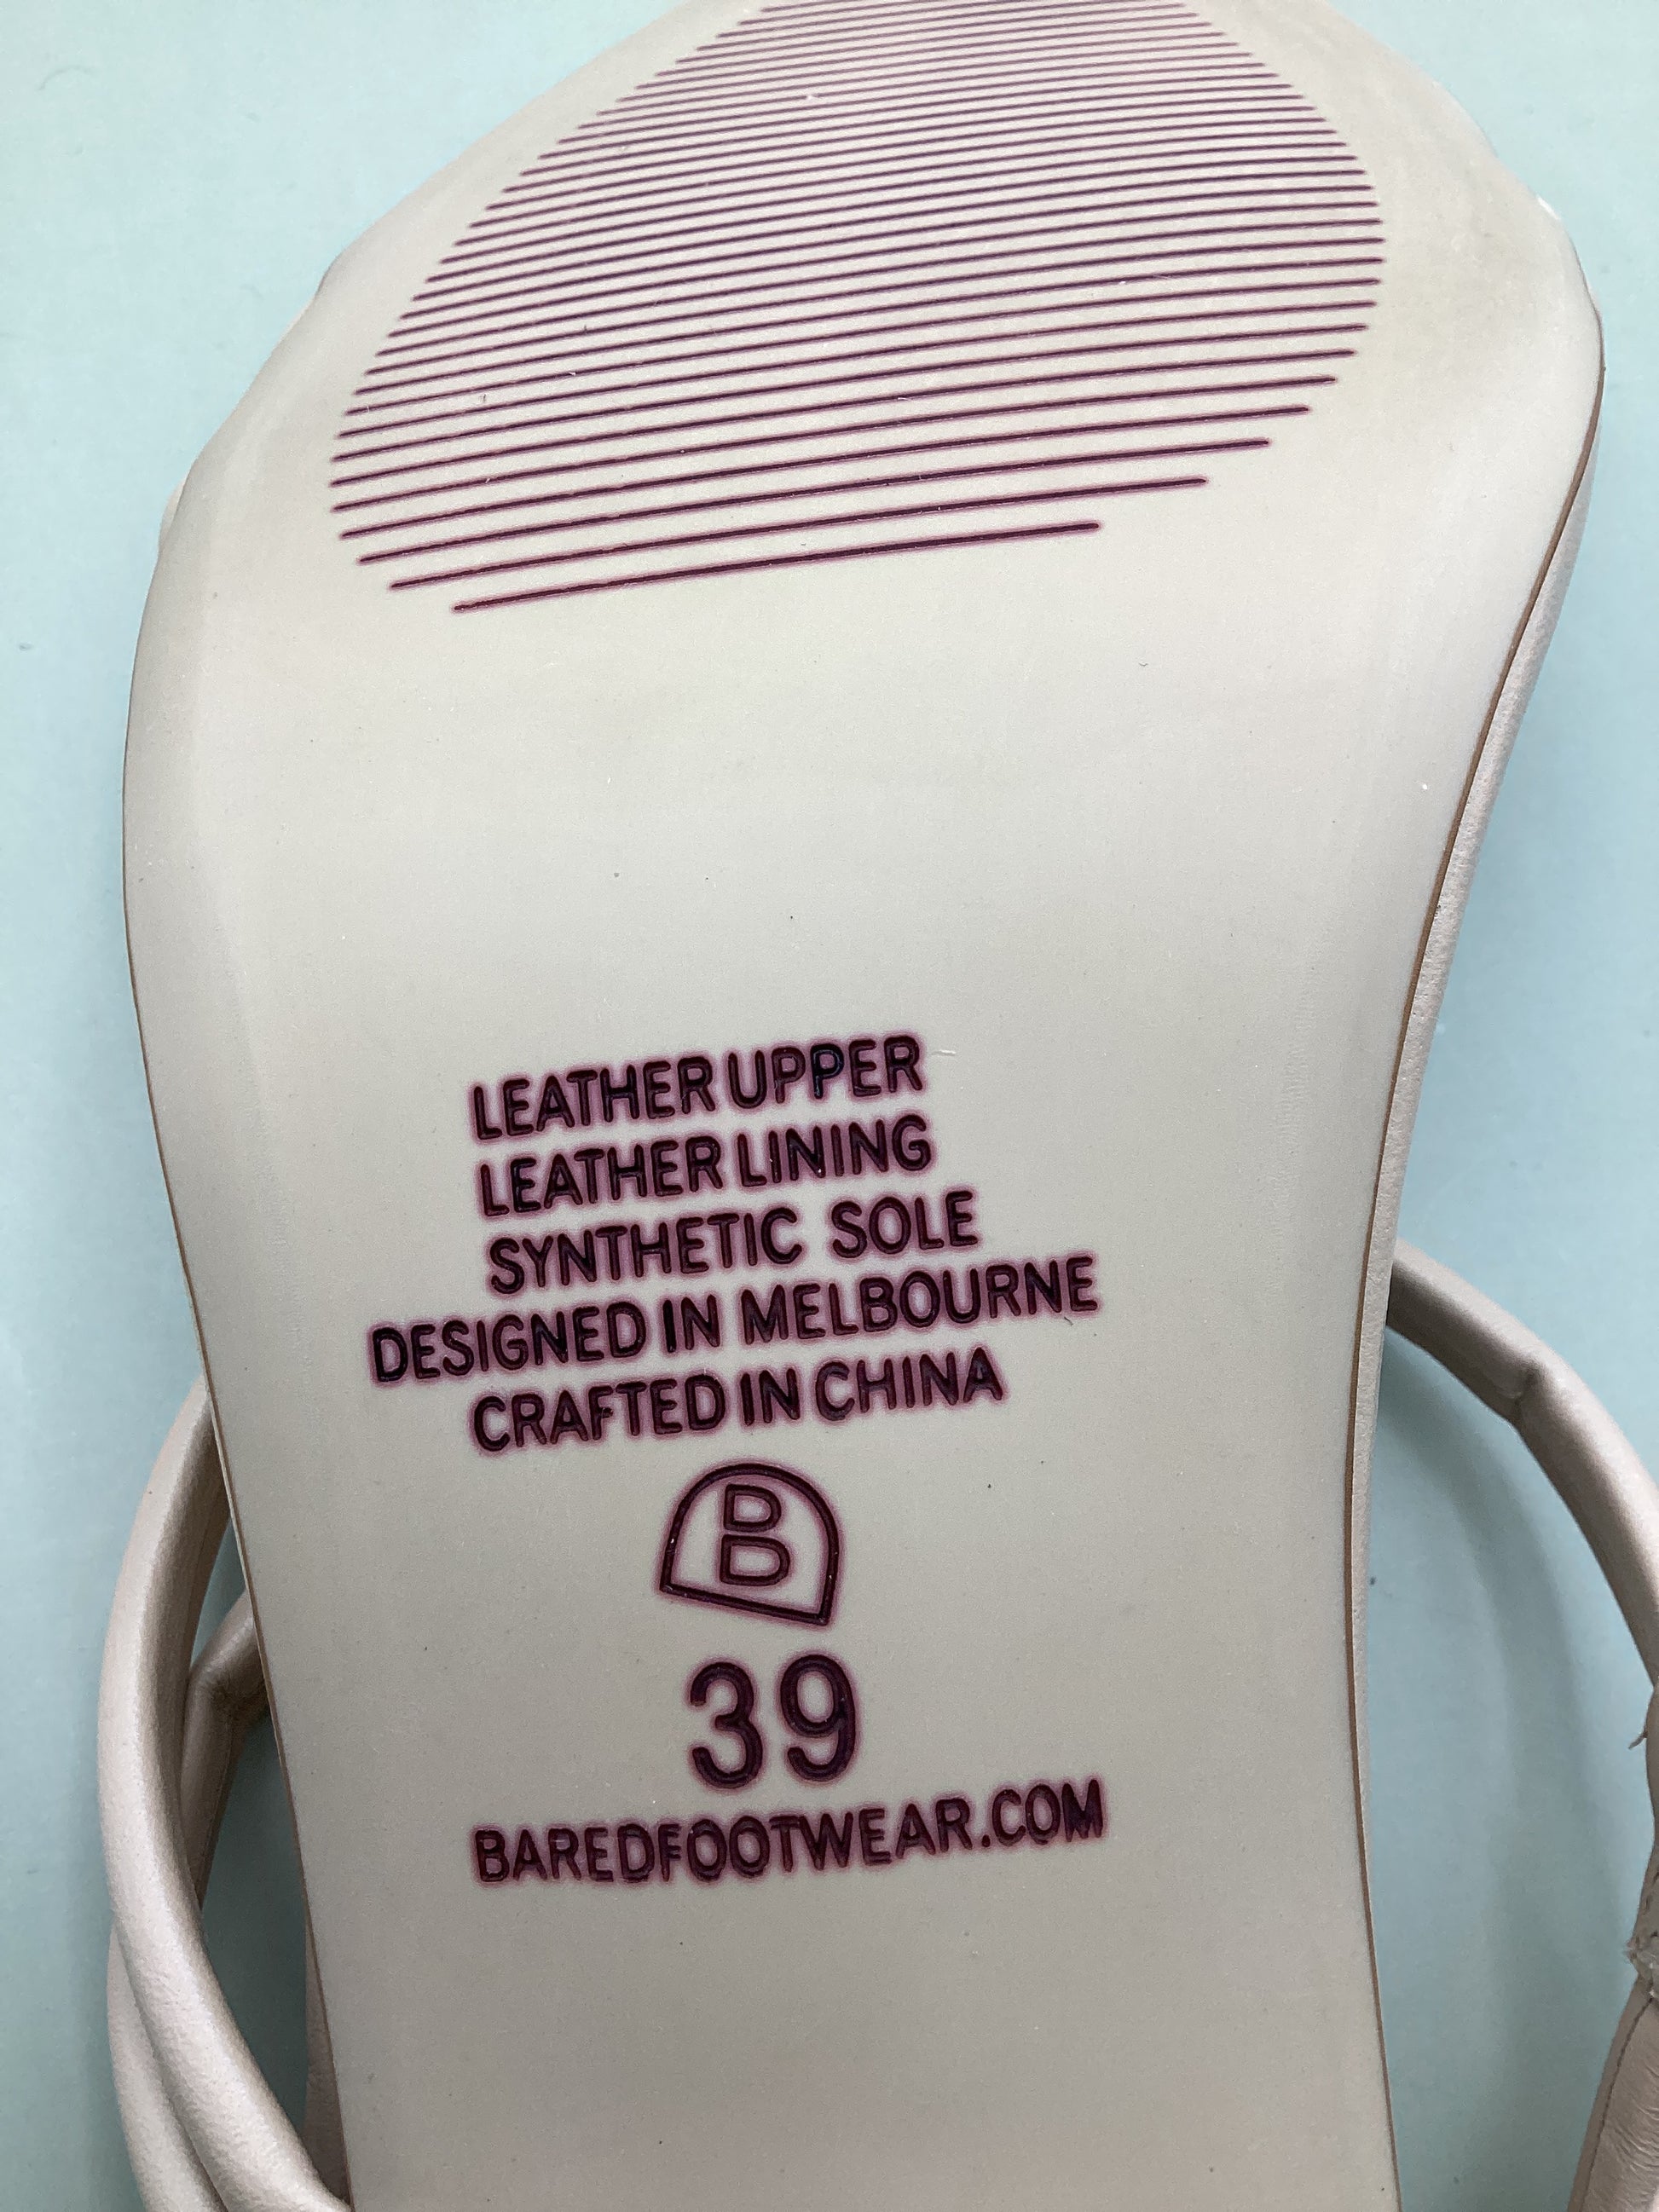 LEATHER UPPER
LEATHER LINING
SYNTHETIC SOLE
DESIGNED IN MELBOURNE
CRAFTED IN CHINA
B
39
BAREDFOOTWEAR.COM